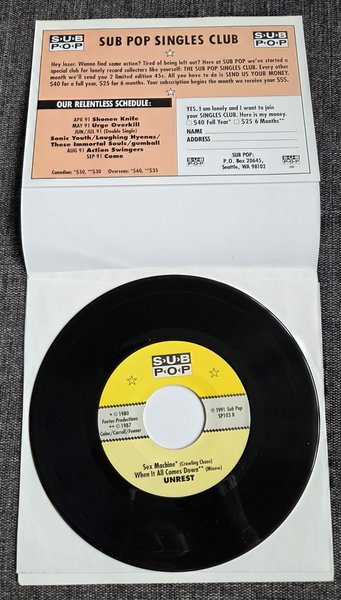 SUB
POP
SUB POP SINGLES CLUB
SUB
POP
Hey loser. Wanna find some action? Tired of being left out? Here at SUB POP we've started a
special club for lonely record collectors like yourself: THE SUB POP SINGLES CLUB. Every other
month we'll send you 2 limited edition 45s. All you have to do is SEND US YOUR MONEY.
$40 for a full year, $25 for 6 months. Your subscription begins the month we receive your $$$.
OUR RELENTLESS SCHEDULE:
APR 91 Shonen Knife
MAY 91 Urge Overkill
JUN/JUL 91 (Double Single)
Sonic Youth/Laughing Hyenas/
These Immortal Souls/gumball
AUG 91 Action Swingers
SEP 91 Come
Canadian: *$50, **$30 Overseas: *$60, **$35
YES. I am lonely and I want to join
your SINGLES CLUB. Here is my money.
$40 Full Year* $25 6 Months**
NAME
ADDRESS
SUB
POP
SUB POP:
P.O. Box 20645,
Seattle, WA 98102
SUB
POP
* © 1980
Foetus Productions
** © 1987
Caine/Carroll/Fenner
℗ 1991 Sub Pop
SP103 B
Sex Machine* (Crawling Chaos)
When It All Comes Down** (Miaow)
UNREST